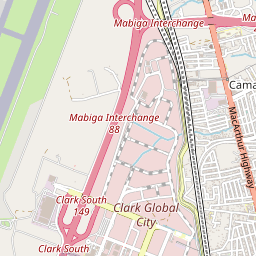 Mabiga Interchange
Cama
Mabiga Interchange
88
MacArthur Highway
Clark South
149
Clark Global
City
Clark South